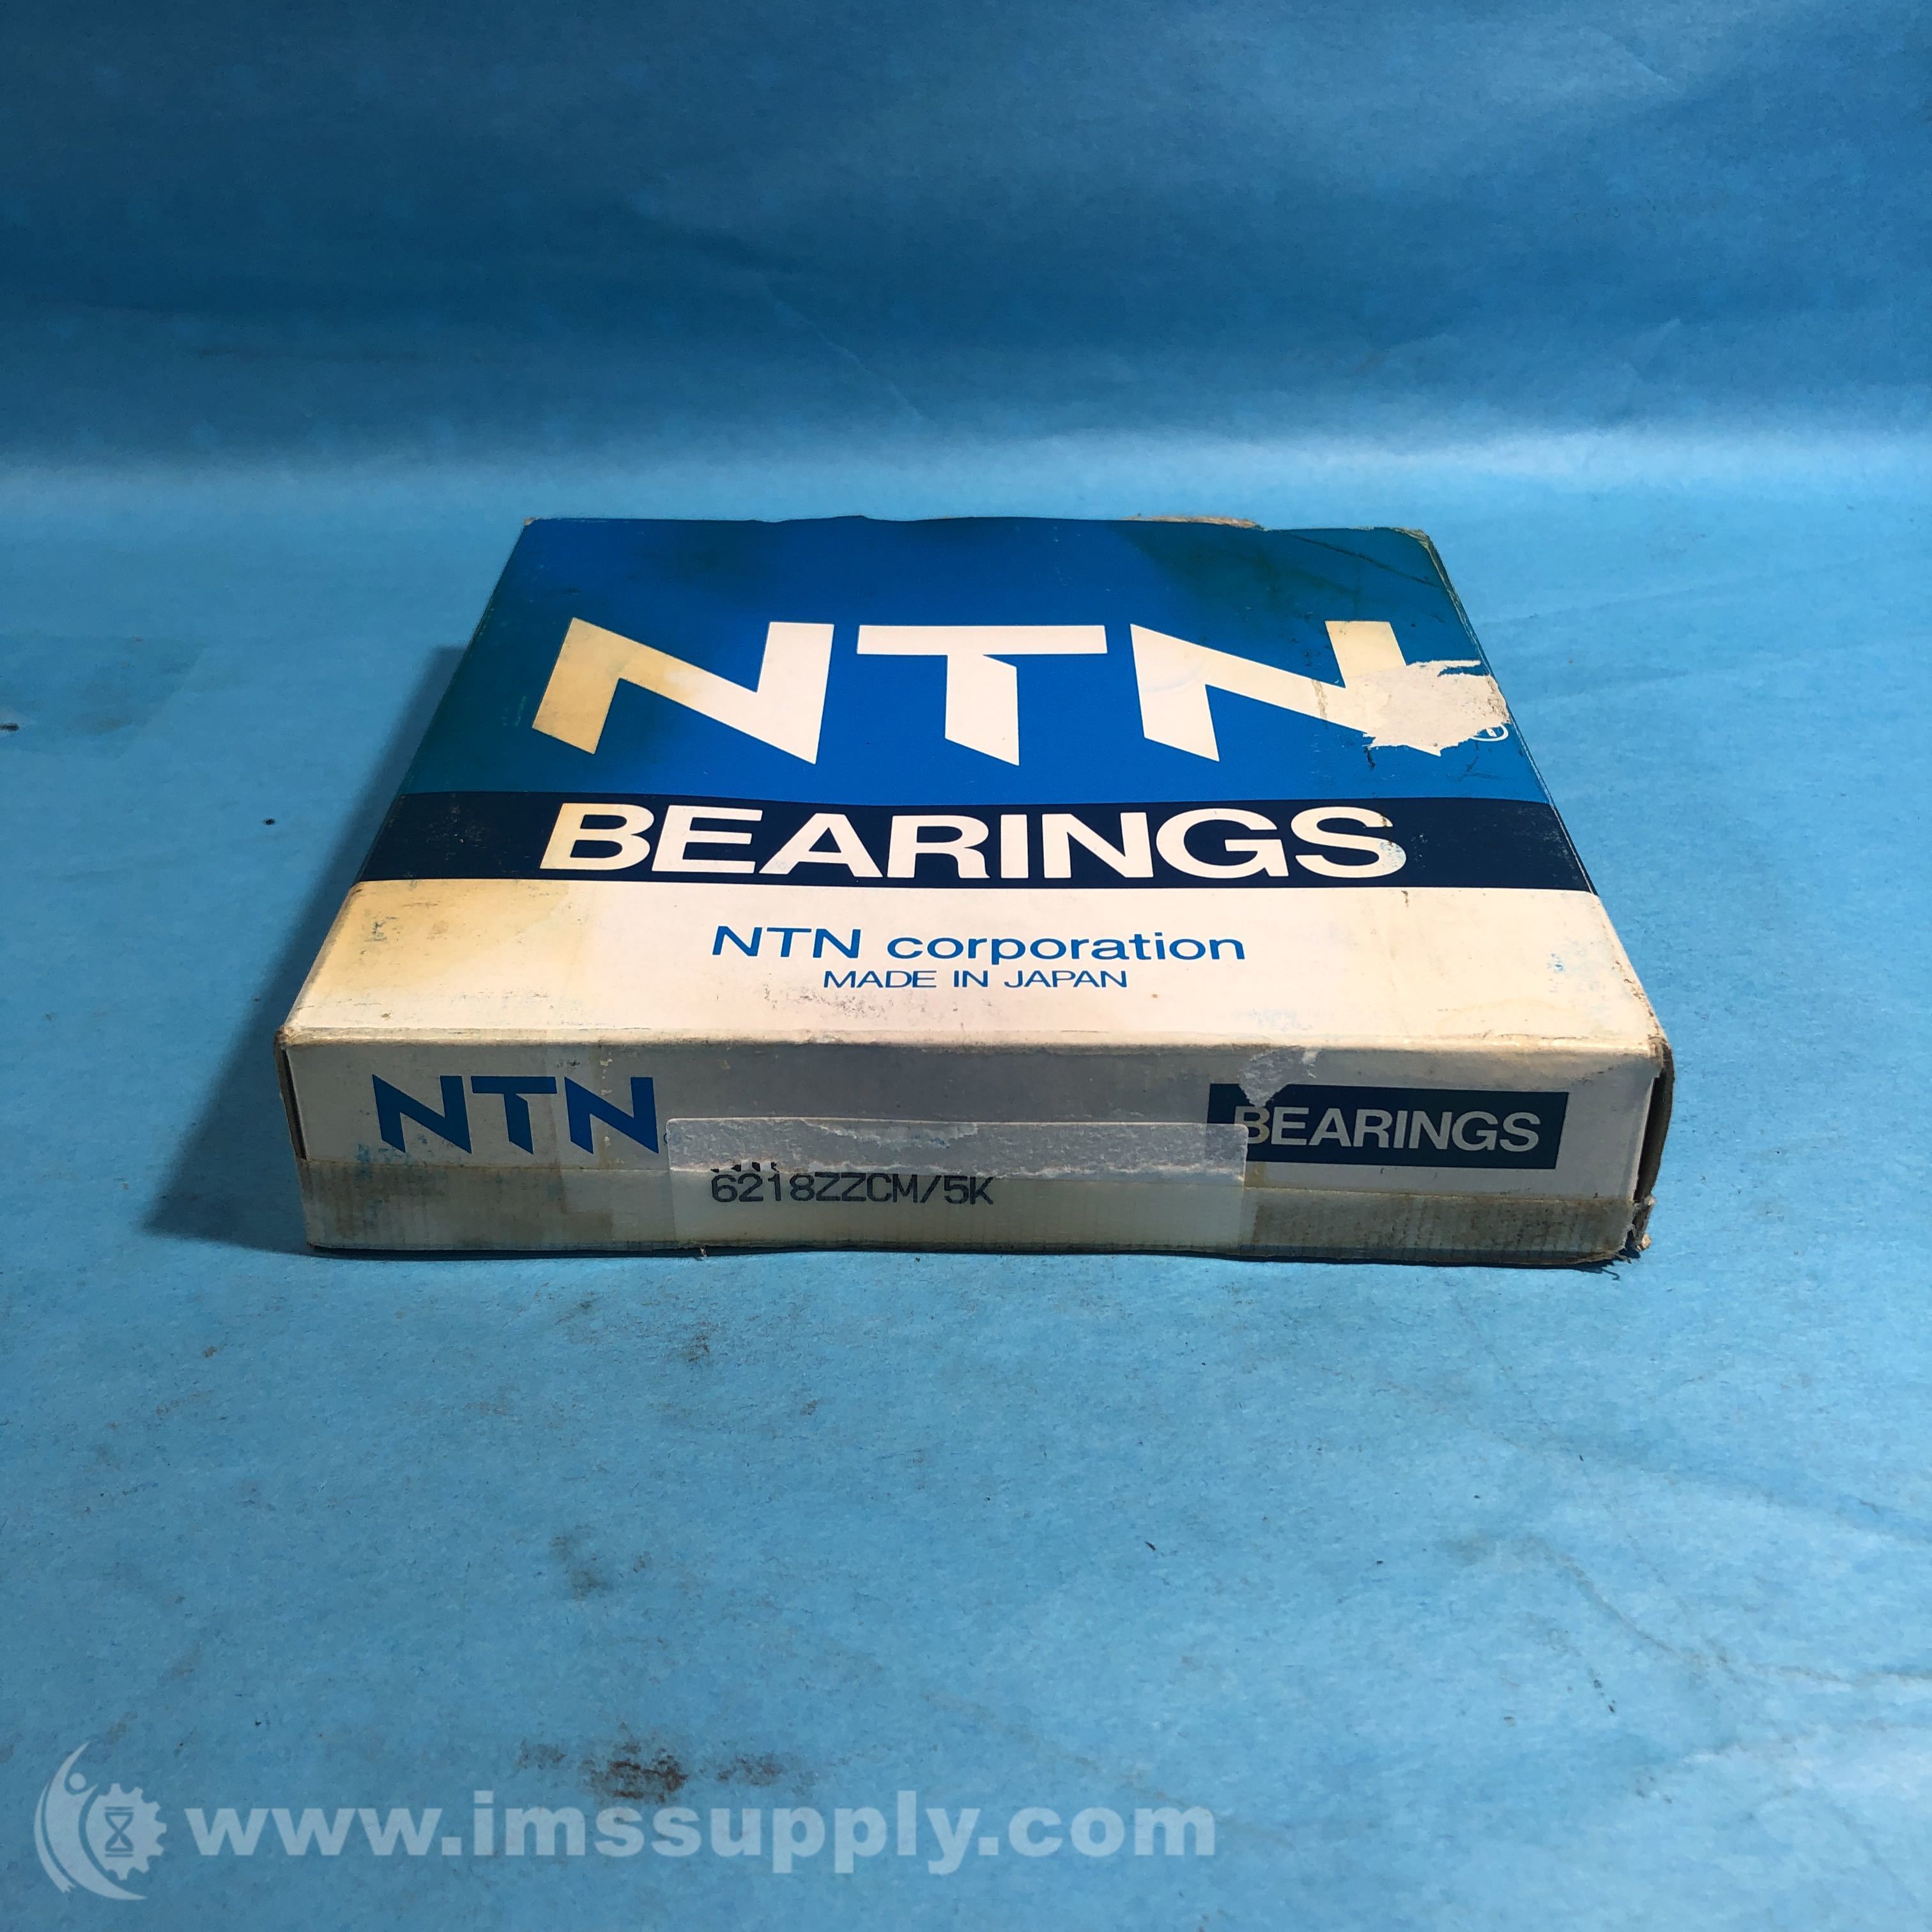 NTN
BEARINGS
NTN corporation
MADE IN JAPAN
NTN BEARINGS
6218ZZCM/5K
www.imssupply.com